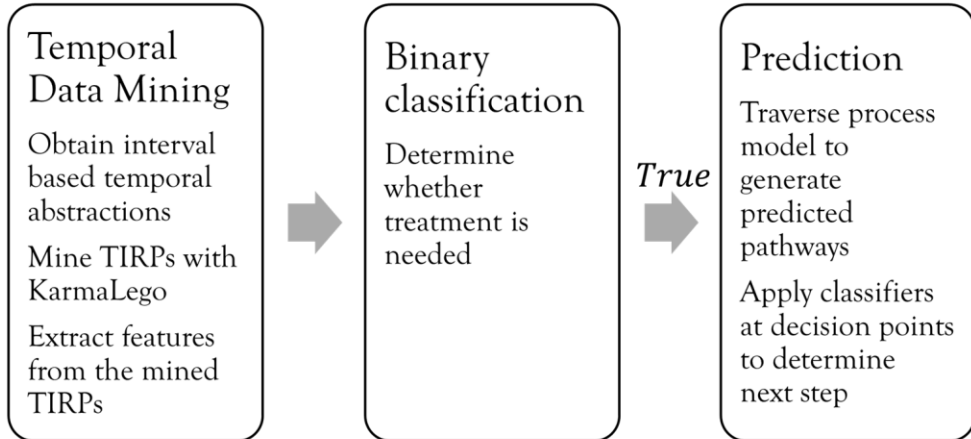 Temporal
Data Mining
Obtain interval
based temporal
abstractions
Mine TIRPs with
KarmaLego
Extract features
from the mined
TIRPs
Binary
classification
Determine
whether
treatment is
needed
True
Prediction
Traverse process
model to
generate
predicted
pathways
Apply classifiers
at decision points
to determine
next step